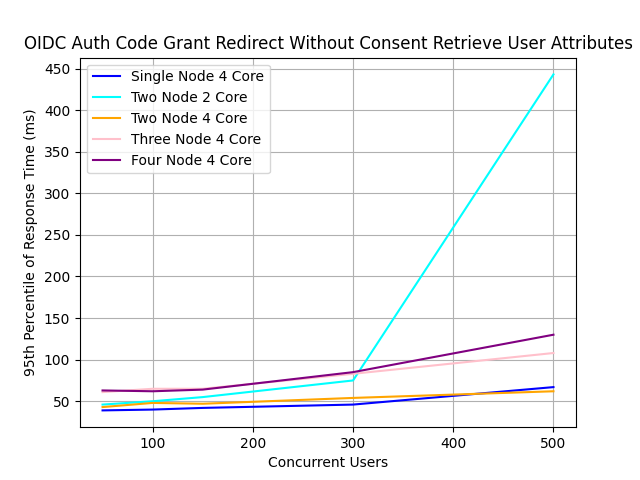 OIDC Auth Code Grant Redirect Without Consent Retrieve User Attributes
Single Node 4 Core
Two Node 2 Core
Two Node 4 Core
Three Node 4 Core
Four Node 4 Core
95th Percentile of Response Time (ms)
450
400
350
300
250
200
150
100
50
100
200
300
400
500
Concurrent Users